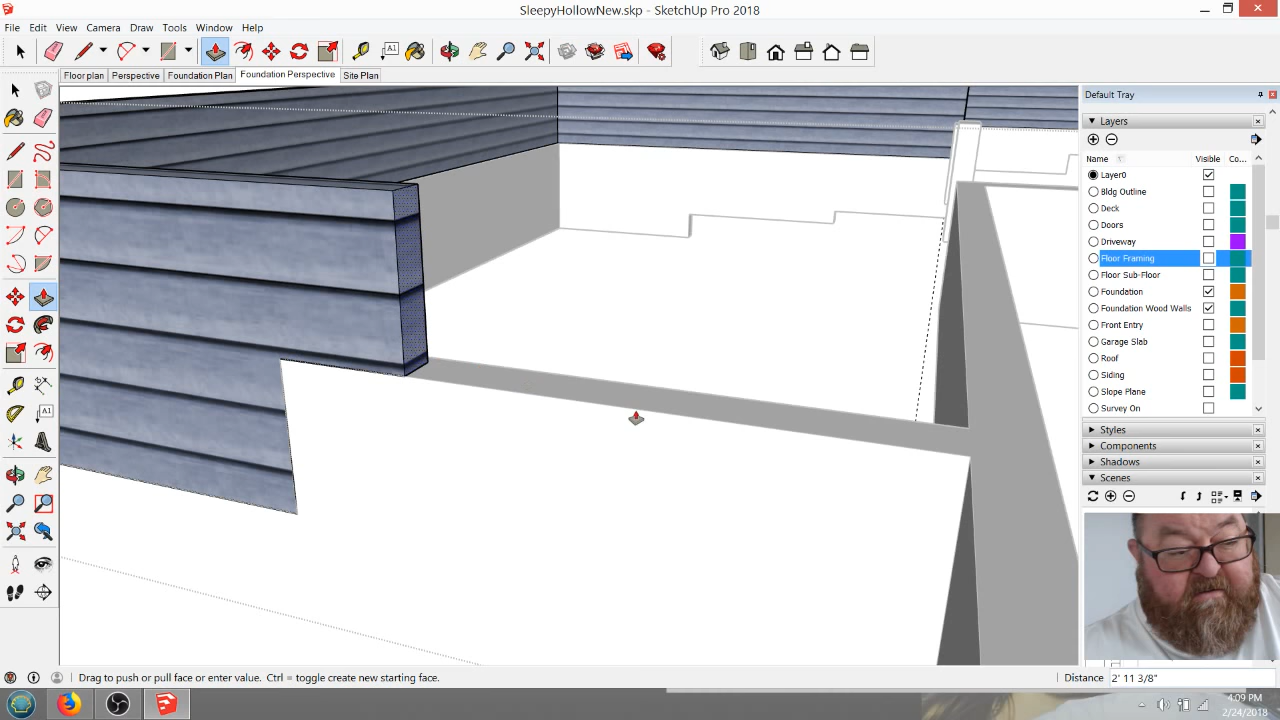 SleepyHollowNew.skp - SketchUp Pro 2018
File Edit View Camera Draw Tools Window Help
Floor plan Perspective Foundation Plan Foundation Perspective Site Plan
Default Tray
Layers
Name Visible Co...
Layer0
Bldg Outline
Deck
Doors
Driveway
Floor Framing
Floor Sub-Floor
Foundation
Foundation Wood Walls
Front Entry
Garage Slab
Roof
Siding
Slope Plane
Survey On
Styles
Components
Shadows
Scenes
Drag to push or pull face or enter value. Ctrl = toggle create new starting face.
Distance 2' 11 3/8"
4:09 PM
2/24/2018